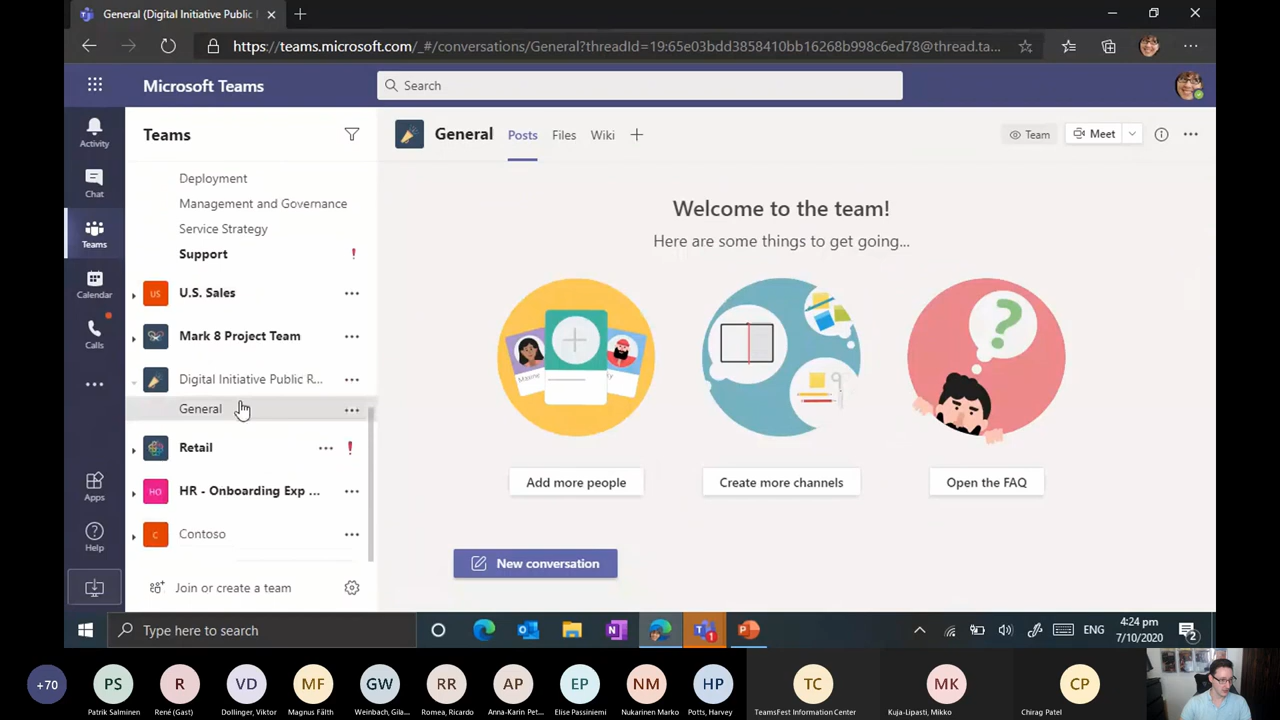 General (Digital Initiative Public
https://teams.microsoft.com/_#/conversations/General?threadId=19:65e03bdd3858410bb16268b998c6ed78@thread.ta...
Microsoft Teams
Search
Activity
Chat
Teams
Calendar
Calls
Apps
Help
Teams
Deployment
Management and Governance
Service Strategy
Support
US
U.S. Sales
Mark 8 Project Team
Digital Initiative Public R...
General
Retail
HO
HR - Onboarding Exp ...
C
Contoso
Join or create a team
General
Posts
Files
Wiki
Team
Meet
Welcome to the team!
Here are some things to get going...
Add more people
Create more channels
Open the FAQ
New conversation
Type here to search
ENG
4:24 pm
7/10/2020
2
+70
PS
R
VD
MF
GW
RR
AP
EP
NM
HP
TC
MK
CP
Patrik Salminen
René (Gast)
Dollinger, Viktor
Magnus Fälth
Weinbach, Gila...
Romea, Ricardo
Anna-Karin Pet...
Elise Passiniemi
Nukarinen Marko
Potts, Harvey
TeamsFest Information Center
Kuja-Lipasti, Mikko
Chirag Patel